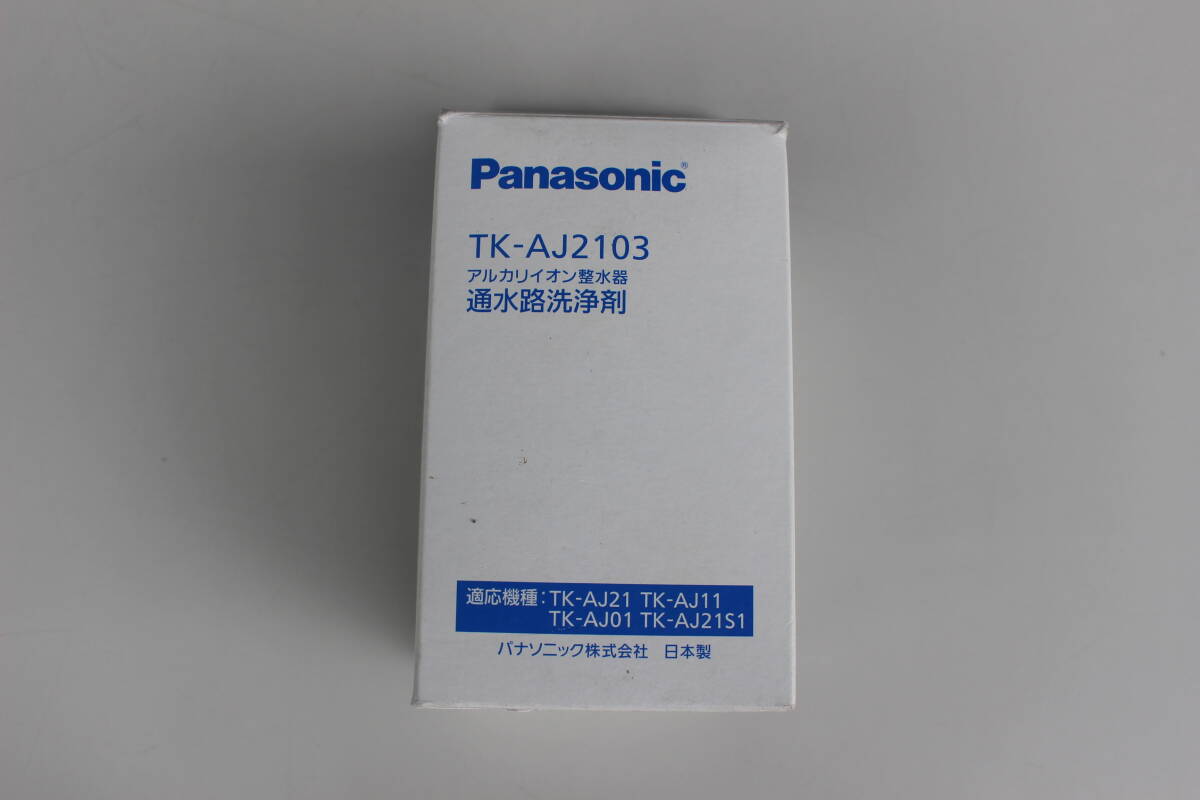 Panasonic®
TK-AJ2103
アルカリイオン整水器
通水路洗浄剤
適応機種：TK-AJ21 TK-AJ11
TK-AJ01 TK-AJ21S1
パナソニック株式会社 日本製